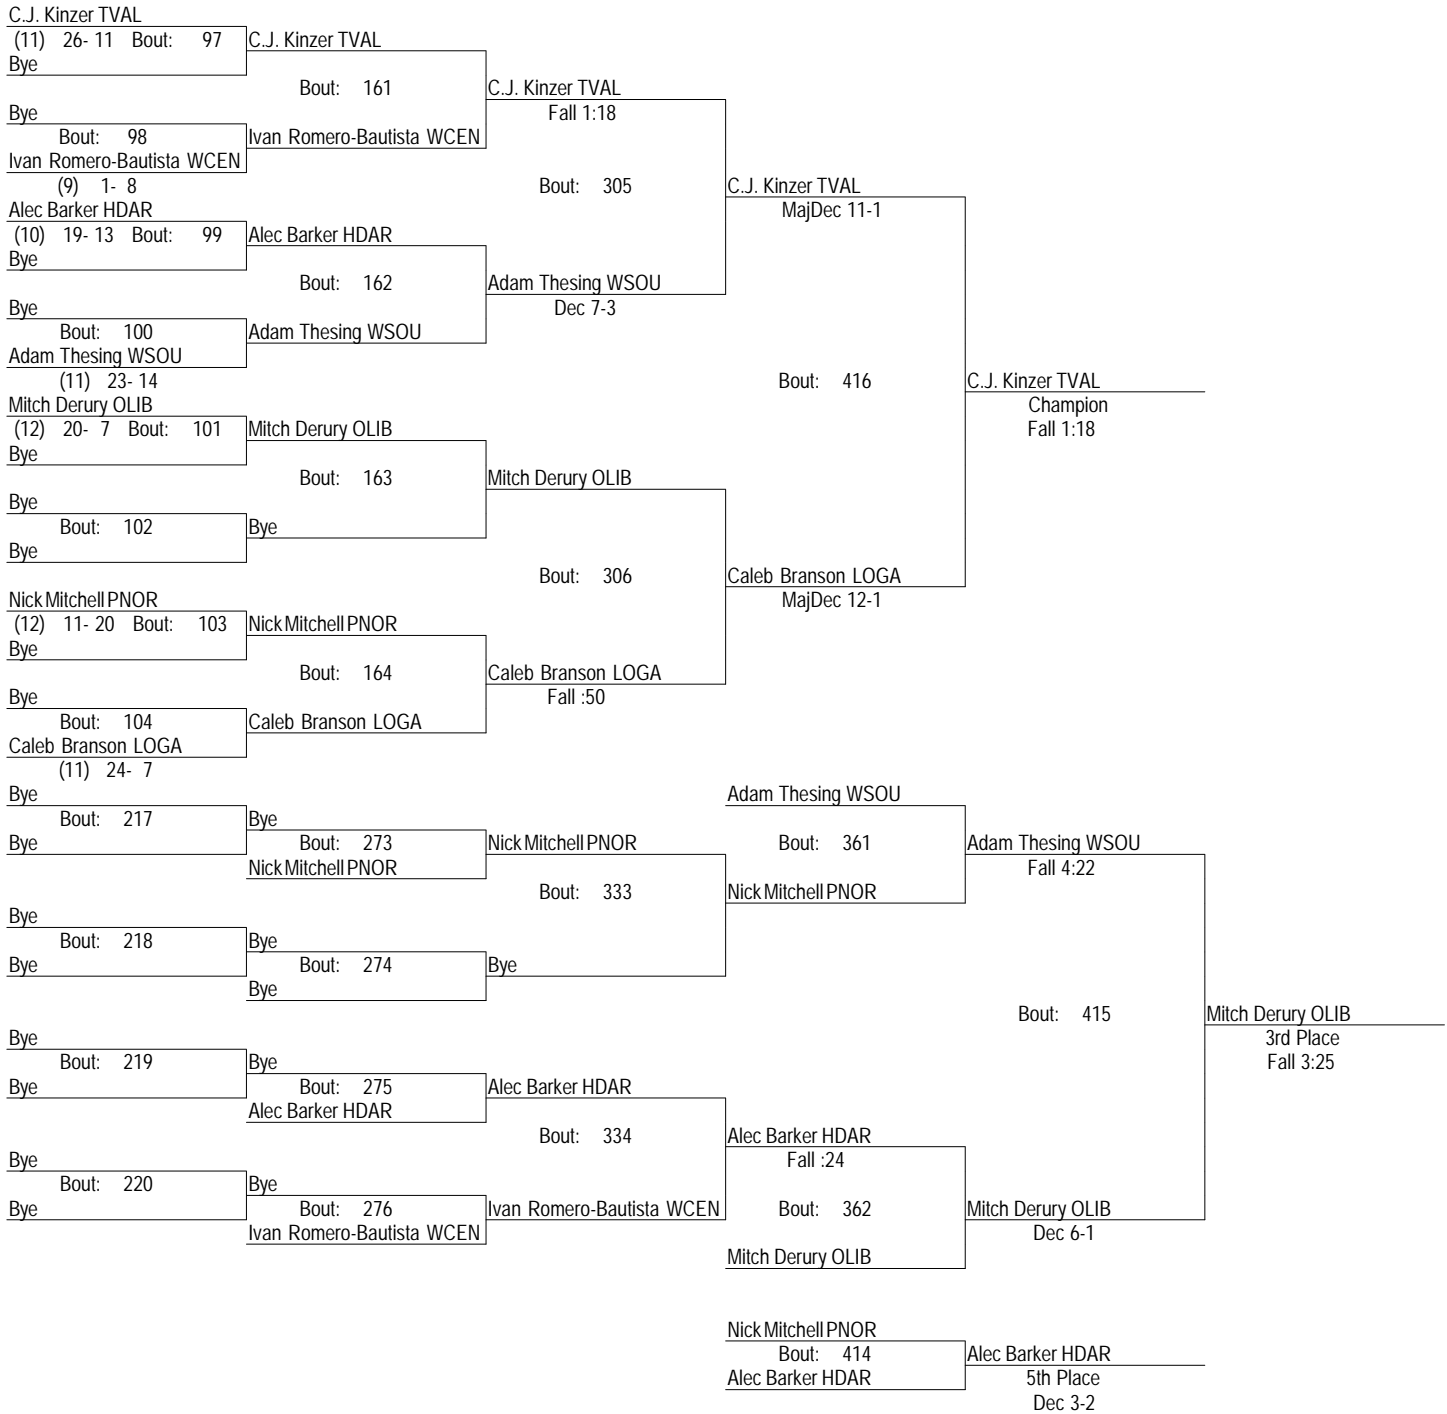 C.J. Kinzer TVAL
(11) 26- 11 Bout: 97 C.J. Kinzer TVAL
Bye
Bout: 161 C.J. Kinzer TVAL
Bye Fall 1:18
Bout: 98 Ivan Romero-Bautista WCEN
Ivan Romero-Bautista WCEN
(9) 1- 8 Bout: 305 C.J. Kinzer TVAL
Alec Barker HDAR MajDec 11-1
(10) 19- 13 Bout: 99 Alec Barker HDAR
Bye
Bout: 162 Adam Thesing WSOU
Bye Dec 7-3
Bout: 100 Adam Thesing WSOU
Adam Thesing WSOU
(11) 23- 14 Bout: 416 C.J. Kinzer TVAL
Mitch Derury OLIB Champion
(12) 20- 7 Bout: 101 Mitch Derury OLIB Fall 1:18
Bye
Bout: 163 Mitch Derury OLIB
Bye
Bout: 102 Bye
Bye
Bout: 306 Caleb Branson LOGA
Nick Mitchell PNOR MajDec 12-1
(12) 11- 20 Bout: 103 Nick Mitchell PNOR
Bye
Bout: 164 Caleb Branson LOGA
Bye Fall :50
Bout: 104 Caleb Branson LOGA
Caleb Branson LOGA
(11) 24- 7
Bye Adam Thesing WSOU
Bout: 217 Bye
Bye Bout: 273 Nick Mitchell PNOR Bout: 361 Adam Thesing WSOU
Nick Mitchell PNOR Fall 4:22
Bout: 333 Nick Mitchell PNOR
Bye
Bout: 218 Bye
Bye Bout: 274 Bye
Bye
Bout: 415 Mitch Derury OLIB
Bye 3rd Place
Bout: 219 Bye Fall 3:25
Bye Bout: 275 Alec Barker HDAR
Alec Barker HDAR
Bout: 334 Alec Barker HDAR
Bye Fall :24
Bout: 220 Bye
Bye Bout: 276 Ivan Romero-Bautista WCEN Bout: 362 Mitch Derury OLIB
Ivan Romero-Bautista WCEN Dec 6-1
Mitch Derury OLIB
Nick Mitchell PNOR
Bout: 414 Alec Barker HDAR
Alec Barker HDAR 5th Place
Dec 3-2